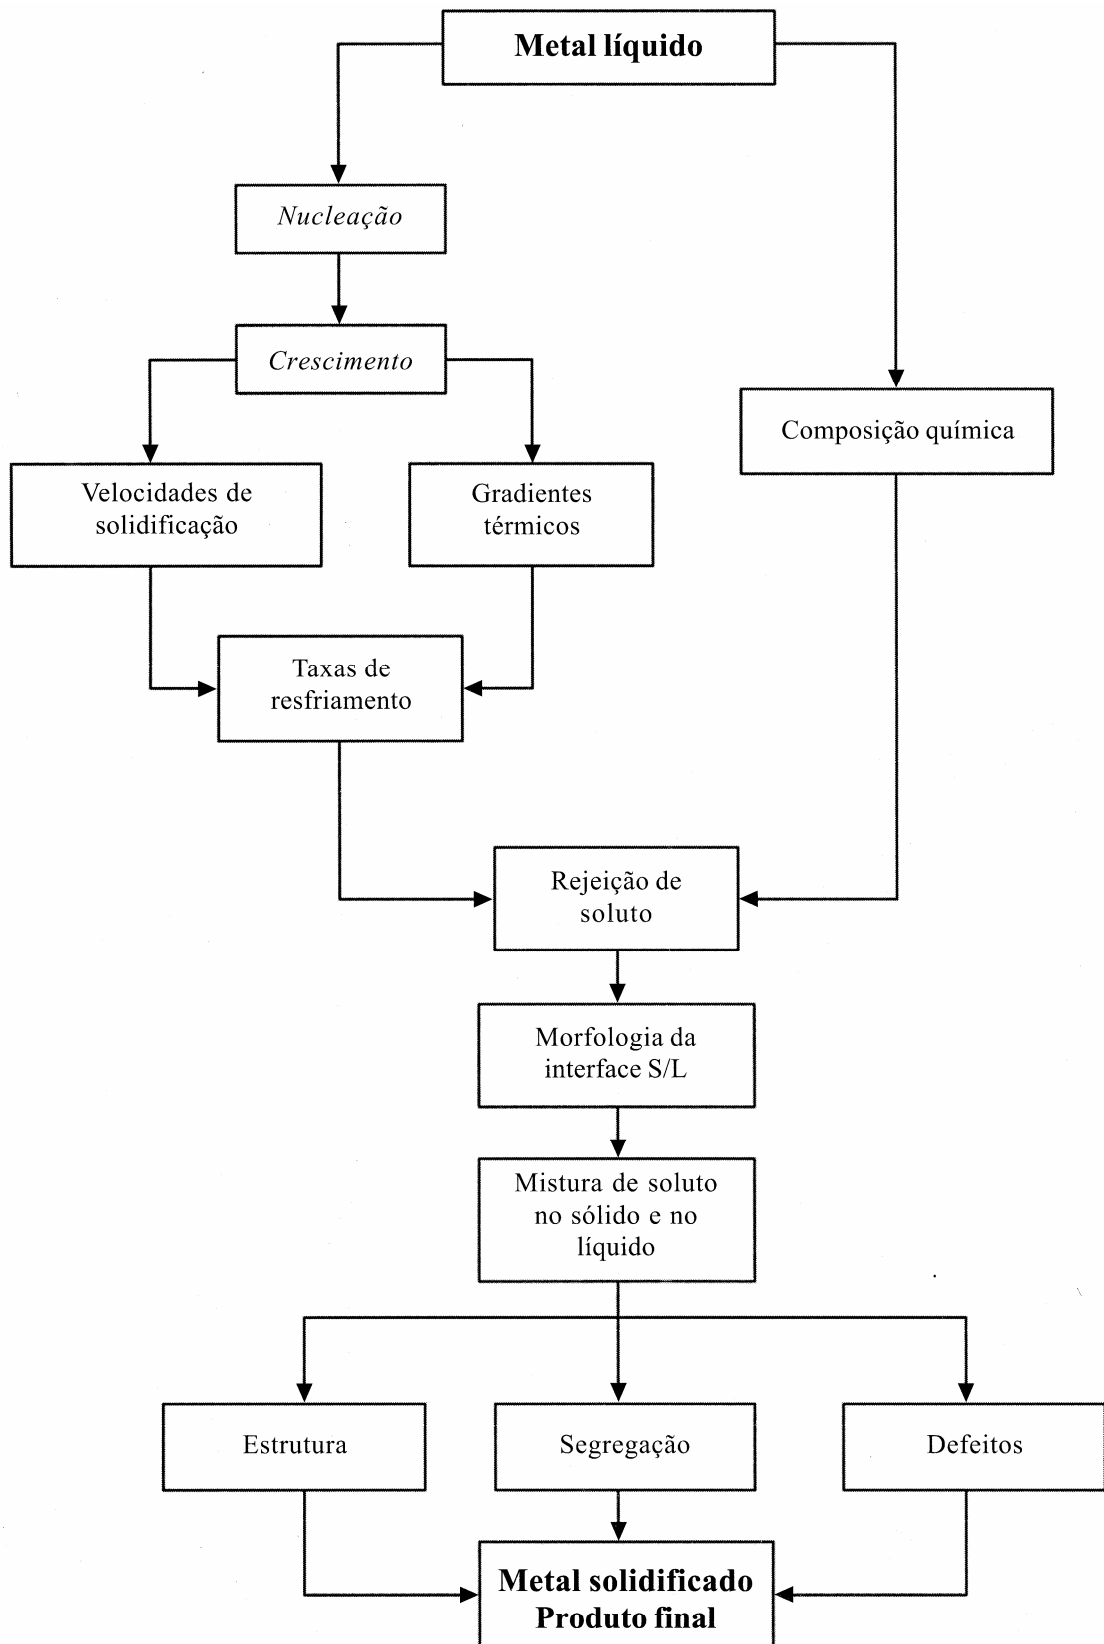 Metal líquido
Nucleação
Crescimento
Composição química
Velocidades de
solidificação
Gradientes
térmicos
Taxas de
resfriamento
Rejeição de
soluto
Morfologia da
interface S/L
Mistura de soluto
no sólido e no
líquido
Estrutura
Segregação
Defeitos
Metal solidificado
Produto final